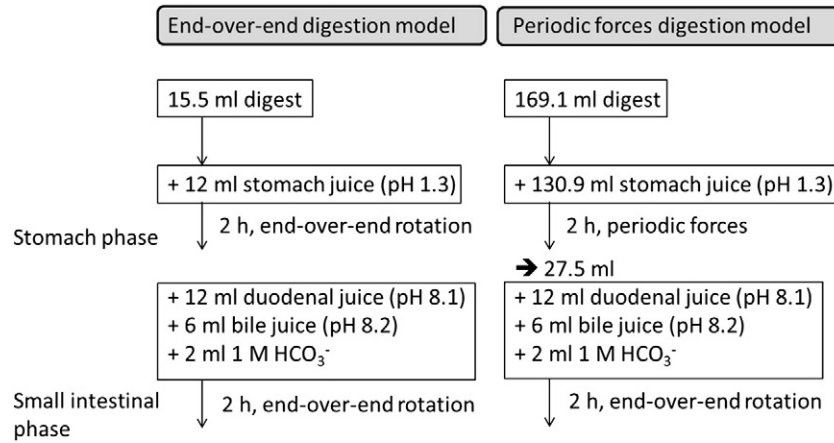 End-over-end digestion model
Periodic forces digestion model
15.5 ml digest
169.1 ml digest
+ 12 ml stomach juice (pH 1.3)
+ 130.9 ml stomach juice (pH 1.3)
Stomach phase
2 h, end-over-end rotation
2 h, periodic forces
➔ 27.5 ml
+ 12 ml duodenal juice (pH 8.1)
+ 6 ml bile juice (pH 8.2)
+ 2 ml 1 M HCO₃⁻
+ 12 ml duodenal juice (pH 8.1)
+ 6 ml bile juice (pH 8.2)
+ 2 ml 1 M HCO₃⁻
Small intestinal
phase
2 h, end-over-end rotation
2 h, end-over-end rotation